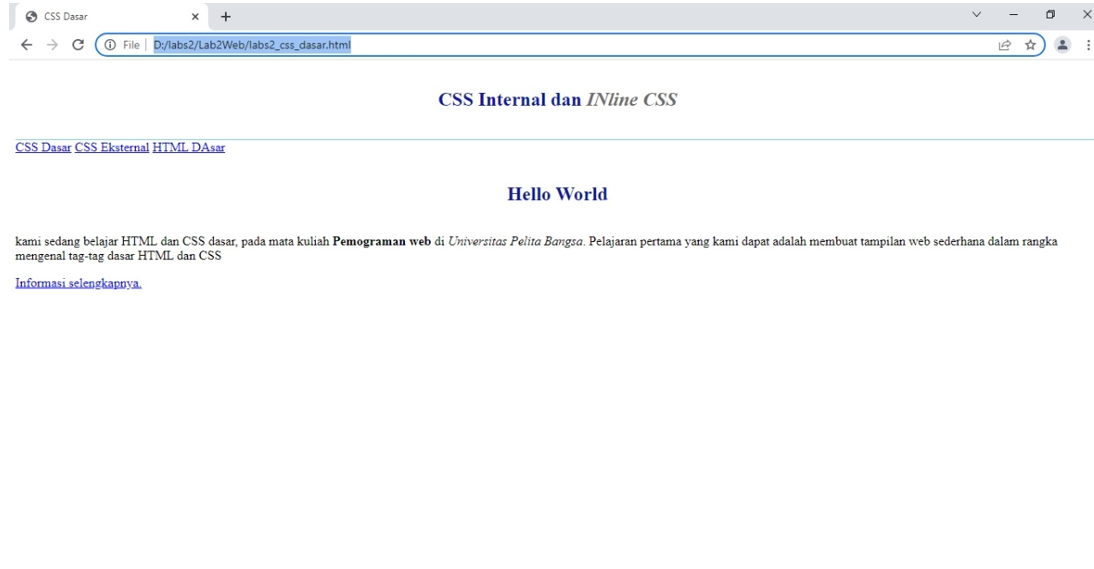 CSS Dasar
File
D:/labs2/Lab2Web/labs2_css_dasar.html
CSS Internal dan INline CSS
CSS Dasar CSS Eksternal HTML DAsar
Hello World
kami sedang belajar HTML dan CSS dasar, pada mata kuliah Pemograman web di Universitas Pelita Bangsa. Pelajaran pertama yang kami dapat adalah membuat tampilan web sederhana dalam rangka
mengenal tag-tag dasar HTML dan CSS
Informasi selengkapnya.